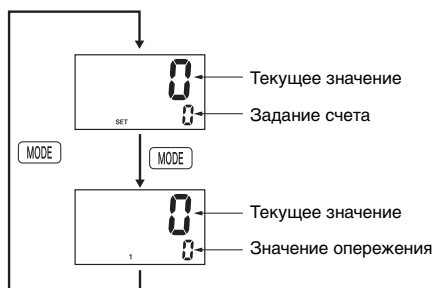 0
Текущее значение
0
Задание счета
SET
MODE
MODE
0
Текущее значение
0
Значение опережения
1